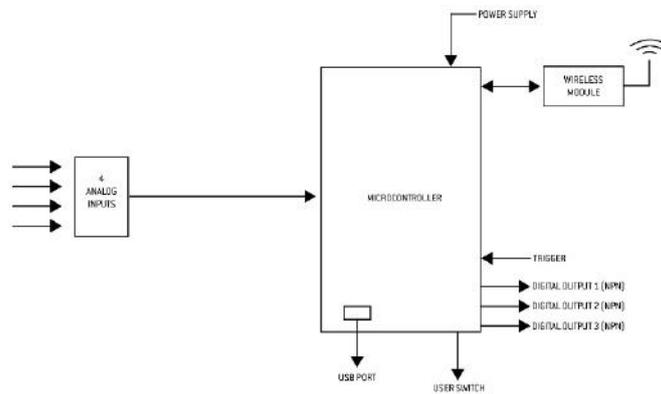 POWER SUPPLY
WIRELESS
MODULE
4
ANALOG
INPUTS
MICROCONTROLLER
TRIGGER
DIGITAL OUTPUT 1 (NPN)
DIGITAL OUTPUT 2 (NPN)
DIGITAL OUTPUT 3 (NPN)
USB PORT
USER SWITCH